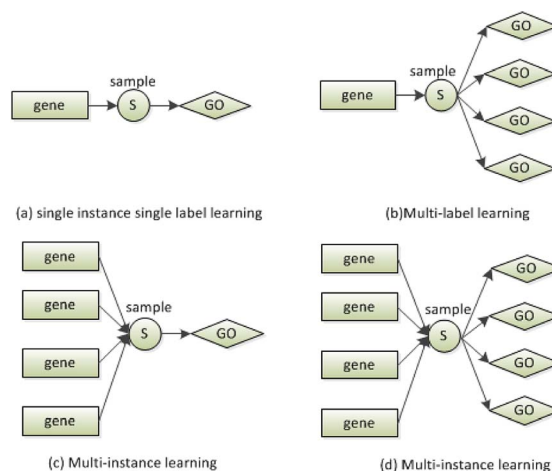 sample
gene
S
GO
(a) single instance single label learning
sample
gene
S
GO
GO
GO
GO
(b)Multi-label learning
gene
gene
gene
gene
sample
S
GO
(c) Multi-instance learning
gene
gene
gene
gene
sample
S
GO
GO
GO
GO
(d) Multi-instance learning